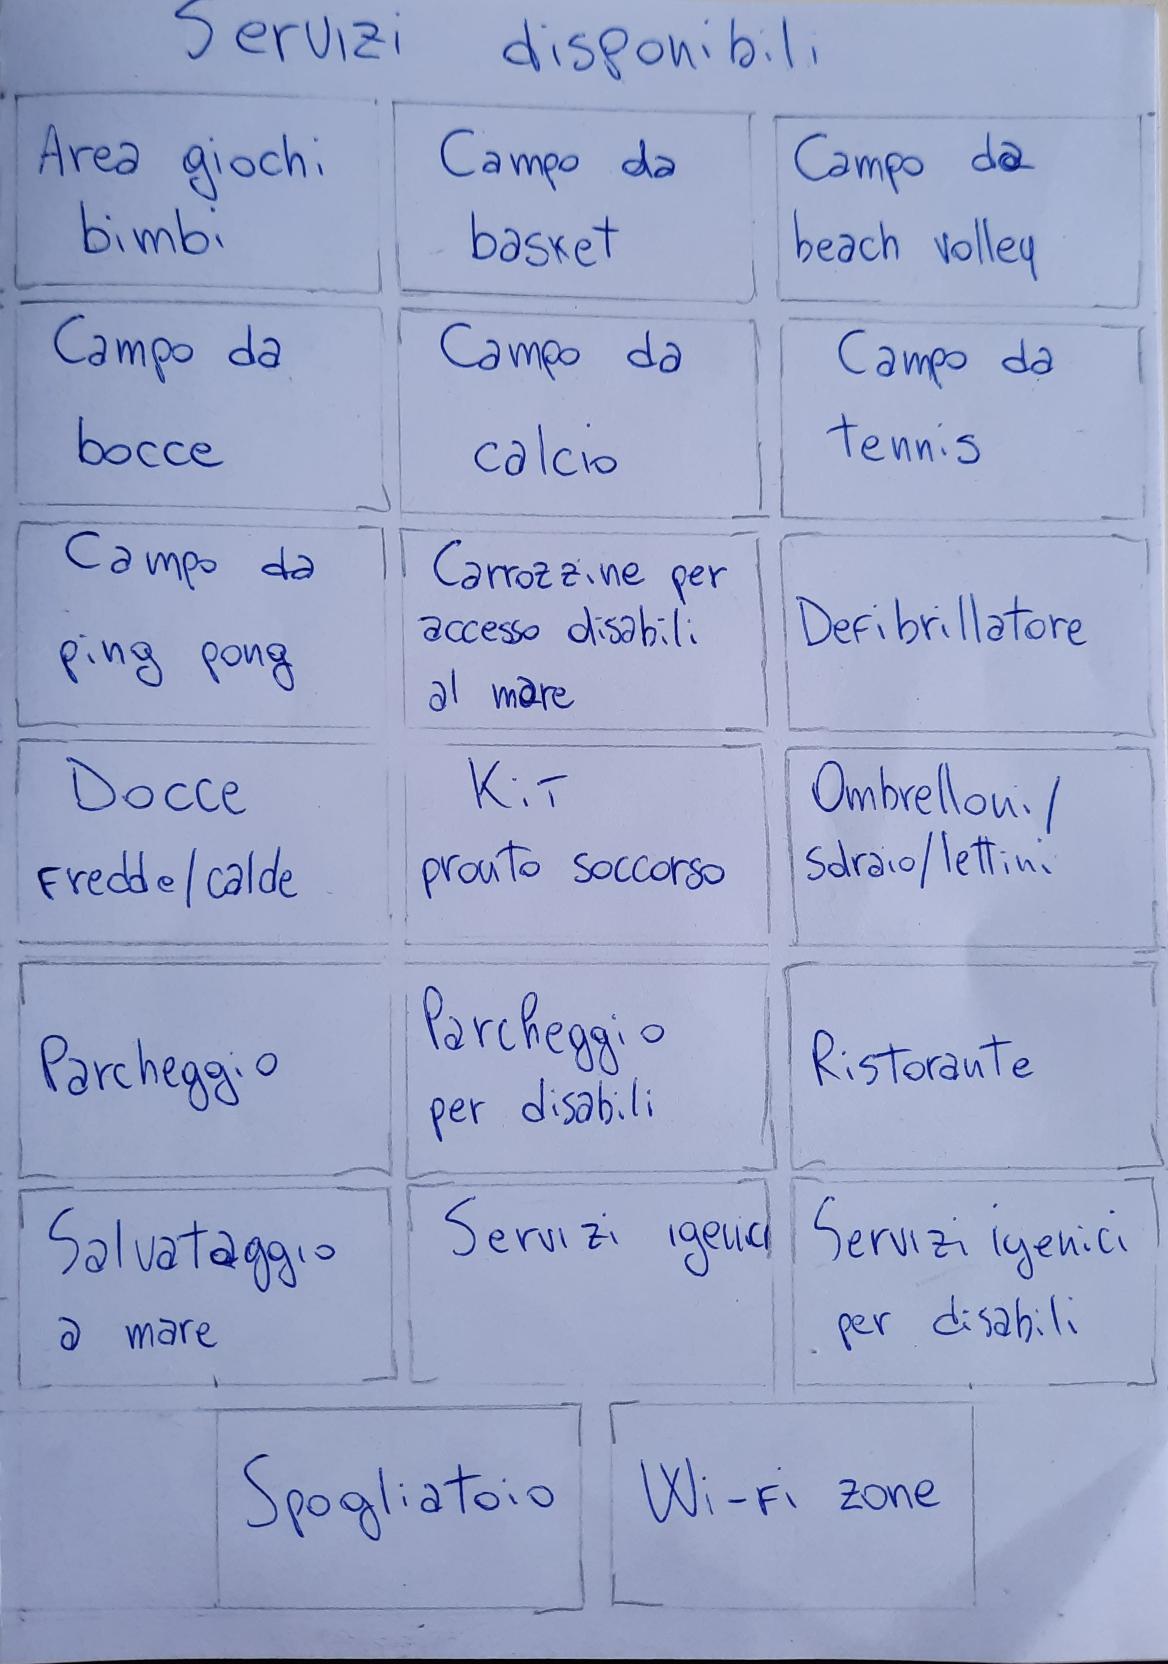 Servizi disponibili
Area giochi
bimbi
Campo da
basket
Campo da
beach volley
Campo da
bocce
Campo da
calcio
Campo da
tennis
Campo da
ping pong
Carrozzine per
accesso disabili
al mare
Defibrillatore
Docce
Fredde/calde
Kit
pronto soccorso
Ombrelloni/
sdraio/lettini
Parcheggio
Parcheggio
per disabili
Ristorante
Salvataggio
a mare
Servizi igenici
Servizi igenici
per disabili
Spogliatoio
Wi-Fi zone